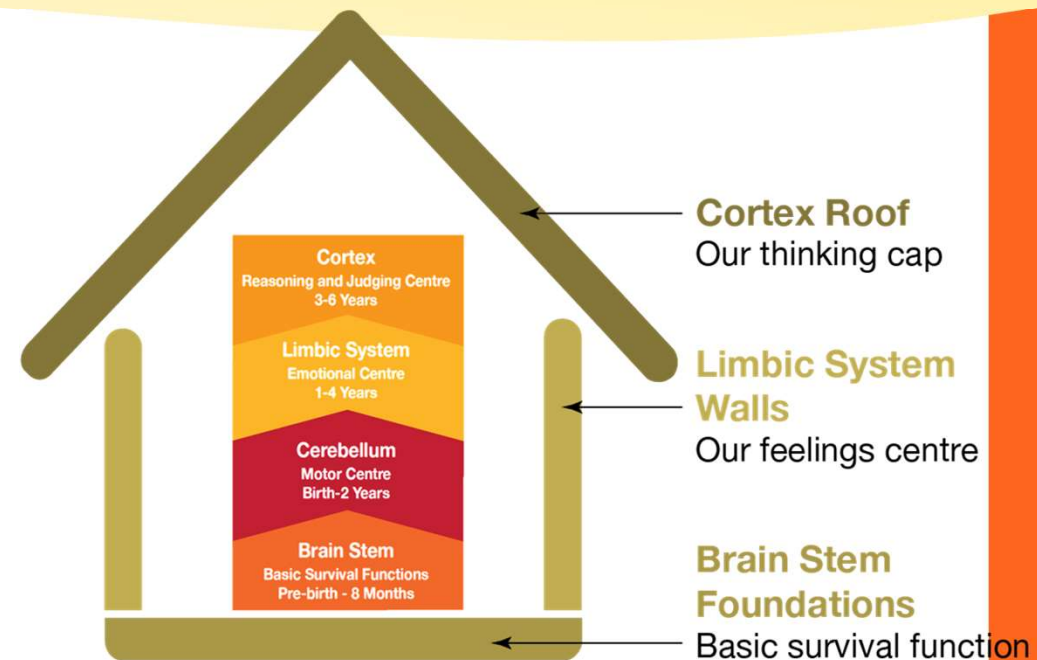 Cortex
Reasoning and Judging Centre
3-6 Years
Limbic System
Emotional Centre
1-4 Years
Cerebellum
Motor Centre
Birth-2 Years
Brain Stem
Basic Survival Functions
Pre-birth - 8 Months
Cortex Roof
Our thinking cap
Limbic System
Walls
Our feelings centre
Brain Stem
Foundations
Basic survival function